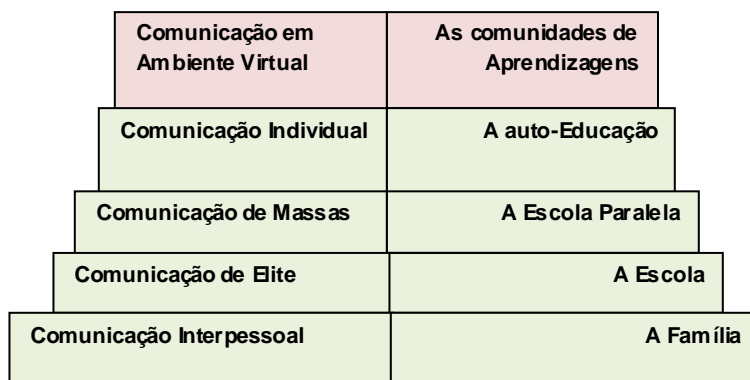 Comunicação em
Ambiente Virtual
As comunidades de
Aprendizagens
Comunicação Individual
A auto-Educação
Comunicação de Massas
A Escola Paralela
Comunicação de Elite
A Escola
Comunicação Interpessoal
A Família